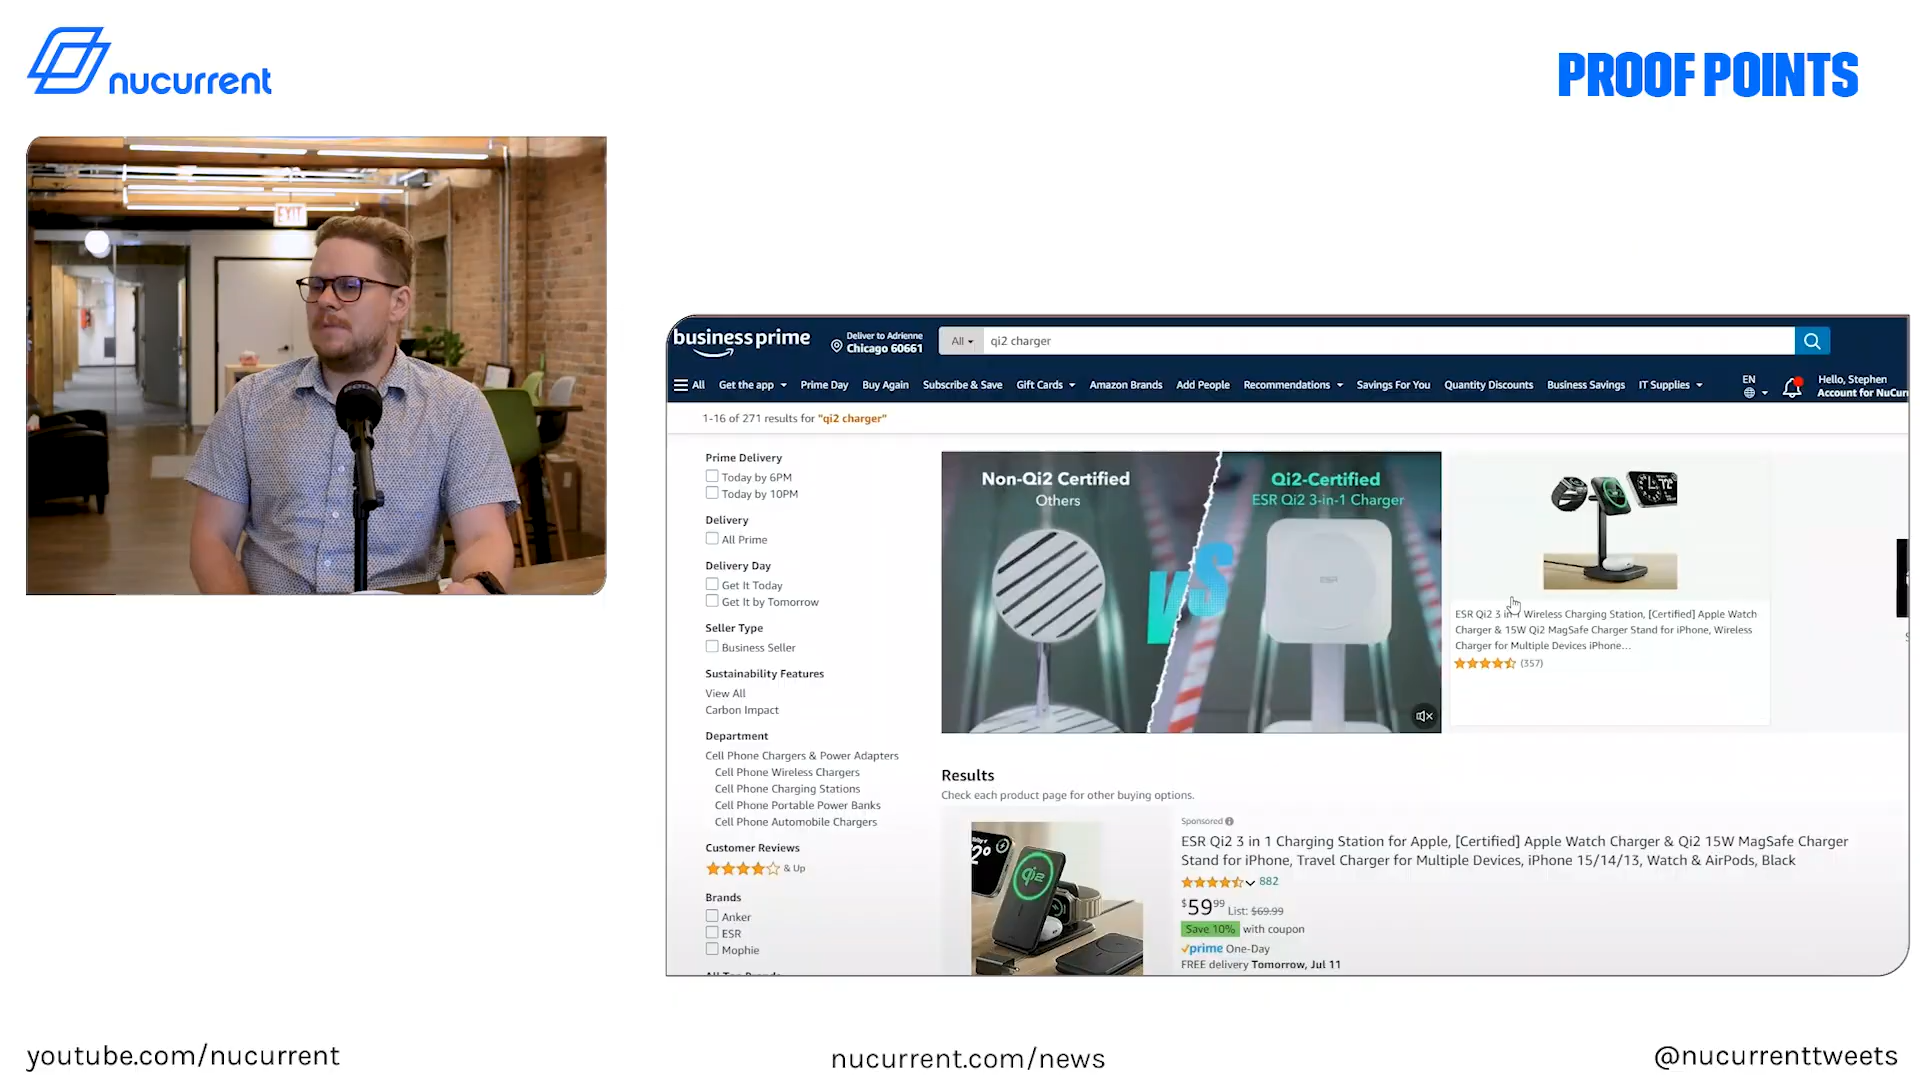 nucurrent
PROOF POINTS
EXIT
business prime
Deliver to Adrienne
Chicago 60661
All
qi2 charger
All
Get the app
Prime Day
Buy Again
Subscribe & Save
Gift Cards
Amazon Brands
Add People
Recommendations
Savings For You
Quantity Discounts
Business Savings
IT Supplies
EN
Hello, Stephen
Account for NuCurr
1-16 of 271 results for "qi2 charger"
Prime Delivery
Today by 6PM
Today by 10PM
Delivery
All Prime
Delivery Day
Get It Today
Get It by Tomorrow
Seller Type
Business Seller
Sustainability Features
View All
Carbon Impact
Department
Cell Phone Chargers & Power Adapters
Cell Phone Wireless Chargers
Cell Phone Charging Stations
Cell Phone Portable Power Banks
Cell Phone Automobile Chargers
Customer Reviews
& Up
Brands
Anker
ESR
Mophie
Non-Qi2 Certified
Others
VS
Qi2-Certified
ESR Qi2 3-in-1 Charger
ESR
ESR Qi2 3 in 1 Wireless Charging Station, [Certified] Apple Watch
Charger & 15W Qi2 MagSafe Charger Stand for iPhone, Wireless
Charger for Multiple Devices iPhone...
(357)
Results
Check each product page for other buying options.
Qi2
Sponsored
ESR Qi2 3 in 1 Charging Station for Apple, [Certified] Apple Watch Charger & Qi2 15W MagSafe Charger
Stand for iPhone, Travel Charger for Multiple Devices, iPhone 15/14/13, Watch & AirPods, Black
882
$59 99 List: $69.99
Save 10% with coupon
prime One-Day
FREE delivery Tomorrow, Jul 11
youtube.com/nucurrent
nucurrent.com/news
@nucurrenttweets